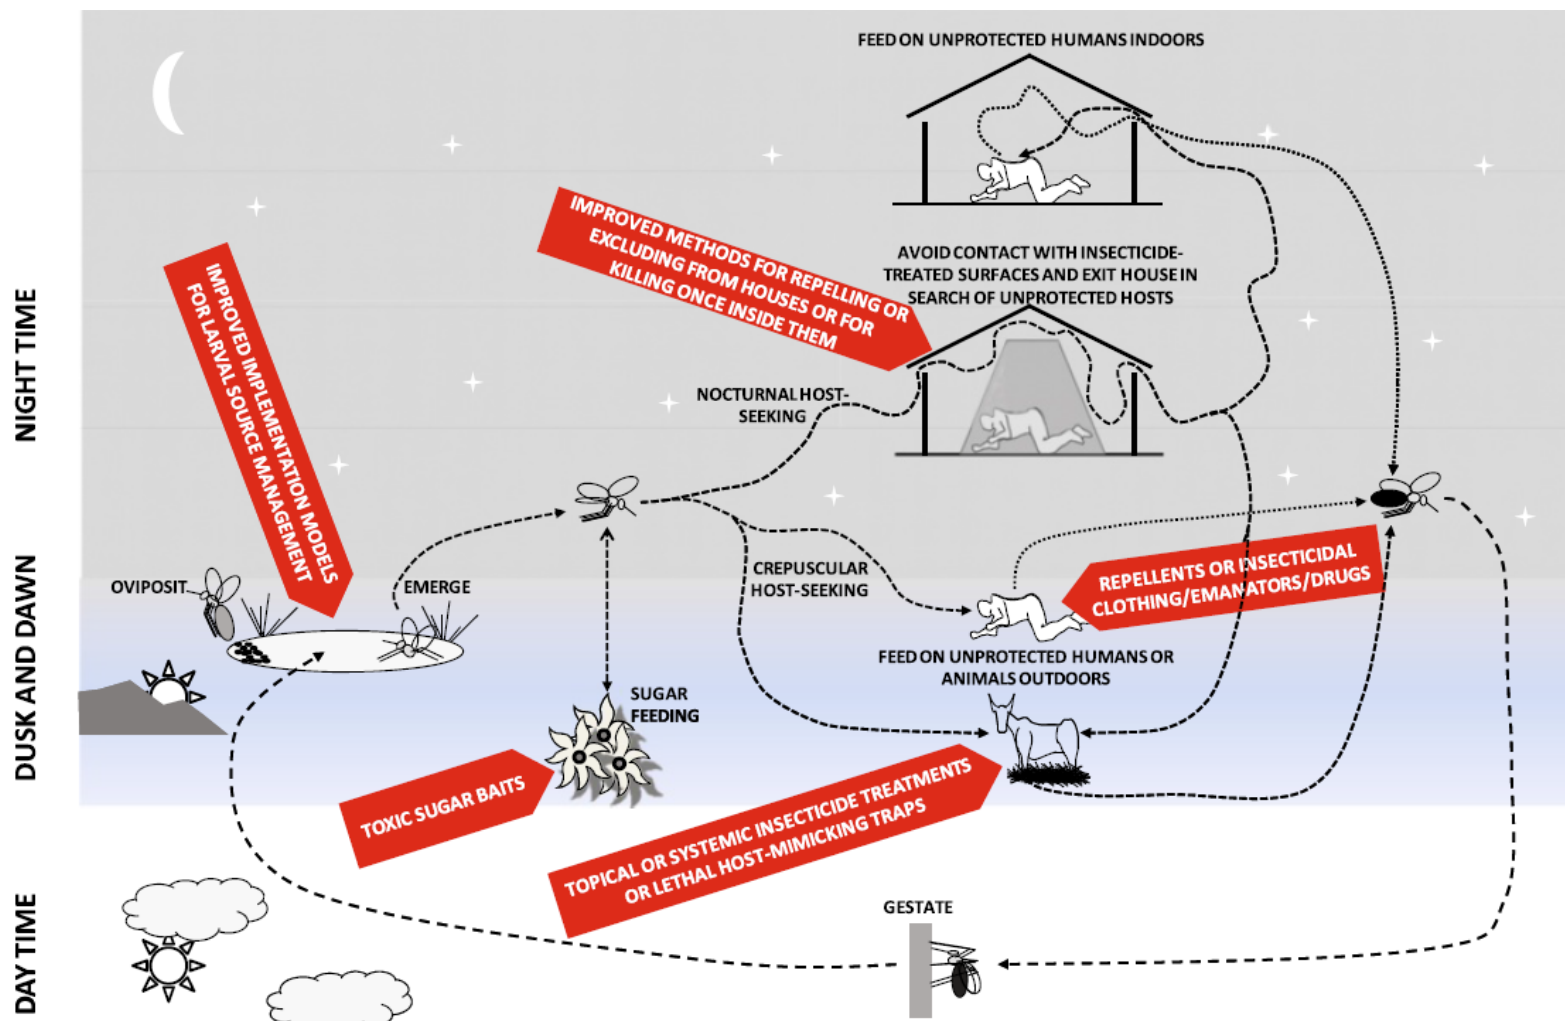 FEED ON UNPROTECTED HUMANS INDOORS
IMPROVED METHODS FOR REPELLING OR
EXCLUDING FROM HOUSES OR FOR
KILLING ONCE INSIDE THEM
AVOID CONTACT WITH INSECTICIDE-
TREATED SURFACES AND EXIT HOUSE IN
SEARCH OF UNPROTECTED HOSTS
IMPROVED IMPLEMENTATION MODELS
FOR LARVAL SOURCE MANAGEMENT
NIGHT TIME
NOCTURNAL HOST-
SEEKING
OVIPOSIT
EMERGE
CREPUSCULAR
HOST-SEEKING
REPELLENTS OR INSECTICIDAL
CLOTHING/EMANATORS/DRUGS
DUSK AND DAWN
FEED ON UNPROTECTED HUMANS OR
ANIMALS OUTDOORS
SUGAR
FEEDING
TOXIC SUGAR BAITS
TOPICAL OR SYSTEMIC INSECTICIDE TREATMENTS
OR LETHAL HOST-MIMICKING TRAPS
DAY TIME
GESTATE